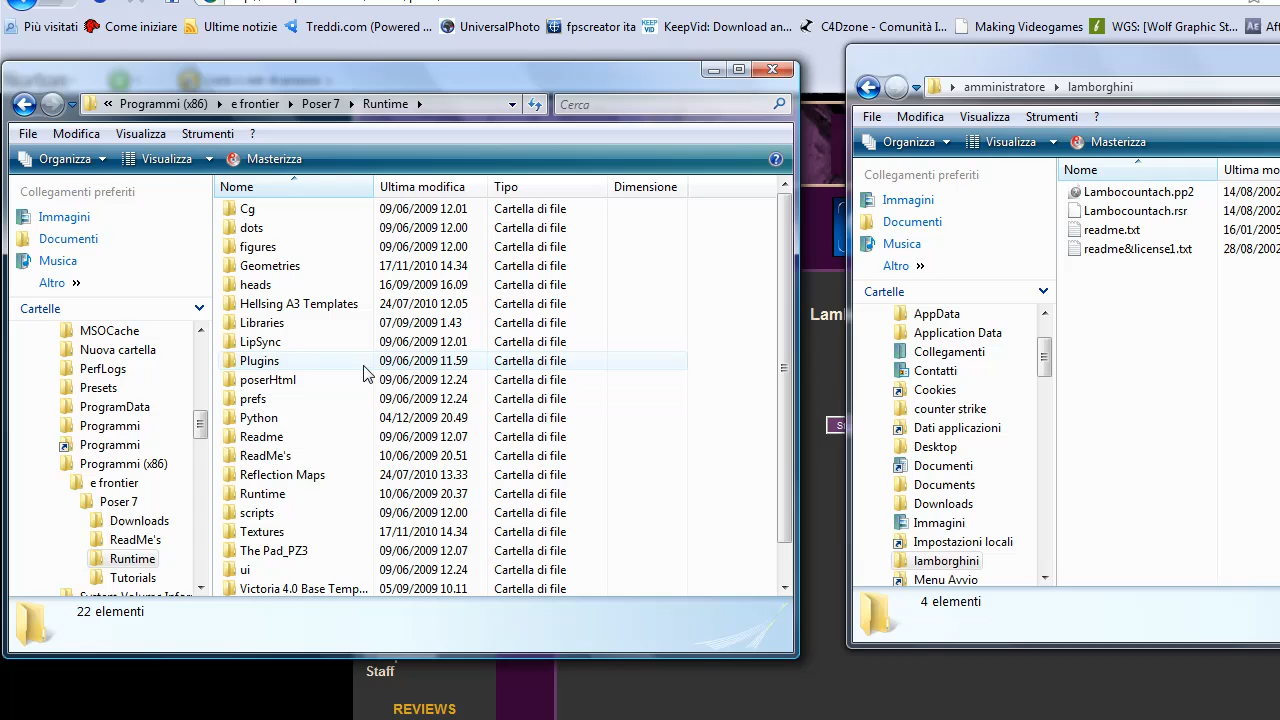 Più visitati Come iniziare Ultime notizie Treddi.com (Powered ... UniversalPhoto fpscreator ita KeepVid: Download an... C4Dzone - Comunità I... Making Videogames WGS: [Wolf Graphic St... Aft
« Programmi (x86) e frontier Poser 7 Runtime
Cerca
File Modifica Visualizza Strumenti ?
Organizza Visualizza Masterizza
Collegamenti preferiti
Immagini
Documenti
Musica
Altro »
Cartelle
MSOCache
Nuova cartella
PerfLogs
Presets
ProgramData
Programmi
Programmi
Programmi (x86)
e frontier
Poser 7
Downloads
ReadMe's
Runtime
Tutorials
Nome Ultima modifica Tipo Dimensione
Cg 09/06/2009 12.01 Cartella di file
dots 09/06/2009 12.00 Cartella di file
figures 09/06/2009 12.00 Cartella di file
Geometries 17/11/2010 14.34 Cartella di file
heads 16/09/2009 16.09 Cartella di file
Hellsing A3 Templates 24/07/2010 12.05 Cartella di file
Libraries 07/09/2009 1.43 Cartella di file
LipSync 09/06/2009 12.01 Cartella di file
Plugins 09/06/2009 11.59 Cartella di file
poserHtml 09/06/2009 12.24 Cartella di file
prefs 09/06/2009 12.24 Cartella di file
Python 04/12/2009 20.49 Cartella di file
Readme 09/06/2009 12.07 Cartella di file
ReadMe's 10/06/2009 20.51 Cartella di file
Reflection Maps 24/07/2010 13.33 Cartella di file
Runtime 10/06/2009 20.37 Cartella di file
scripts 09/06/2009 12.00 Cartella di file
Textures 17/11/2010 14.34 Cartella di file
The Pad_PZ3 09/06/2009 12.07 Cartella di file
ui 09/06/2009 12.24 Cartella di file
Victoria 4.0 Base Temp... 05/09/2009 10.11 Cartella di file
22 elementi
amministratore lamborghini
File Modifica Visualizza Strumenti ?
Organizza Visualizza Masterizza
Collegamenti preferiti
Immagini
Documenti
Musica
Altro »
Cartelle
AppData
Application Data
Collegamenti
Contatti
Cookies
counter strike
Dati applicazioni
Desktop
Documenti
Documents
Downloads
Immagini
Impostazioni locali
lamborghini
Menu Avvio
Nome Ultima mo
Lambocountach.pp2 14/08/2002
Lambocountach.rsr 14/08/2002
readme.txt 16/01/2005
readme&license1.txt 28/08/2002
4 elementi
Lam
Staff
REVIEWS